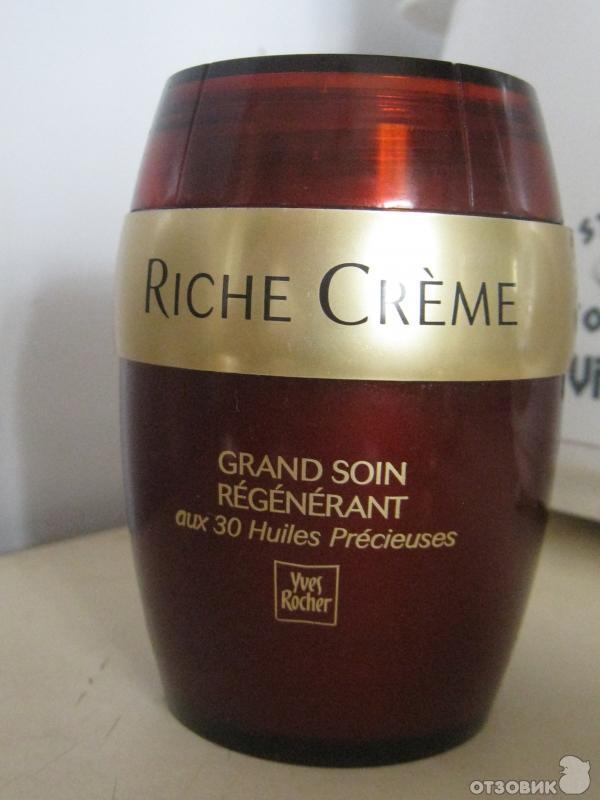 RICHE CRÈME
GRAND SOIN
RÉGÉNÉRANT
aux 30 Huiles Précieuses
Yves
Rocher
ОТЗОВИК